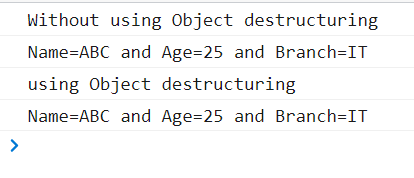 Without using Object destructuring
Name=ABC and Age=25 and Branch=IT
using Object destructuring
Name=ABC and Age=25 and Branch=IT